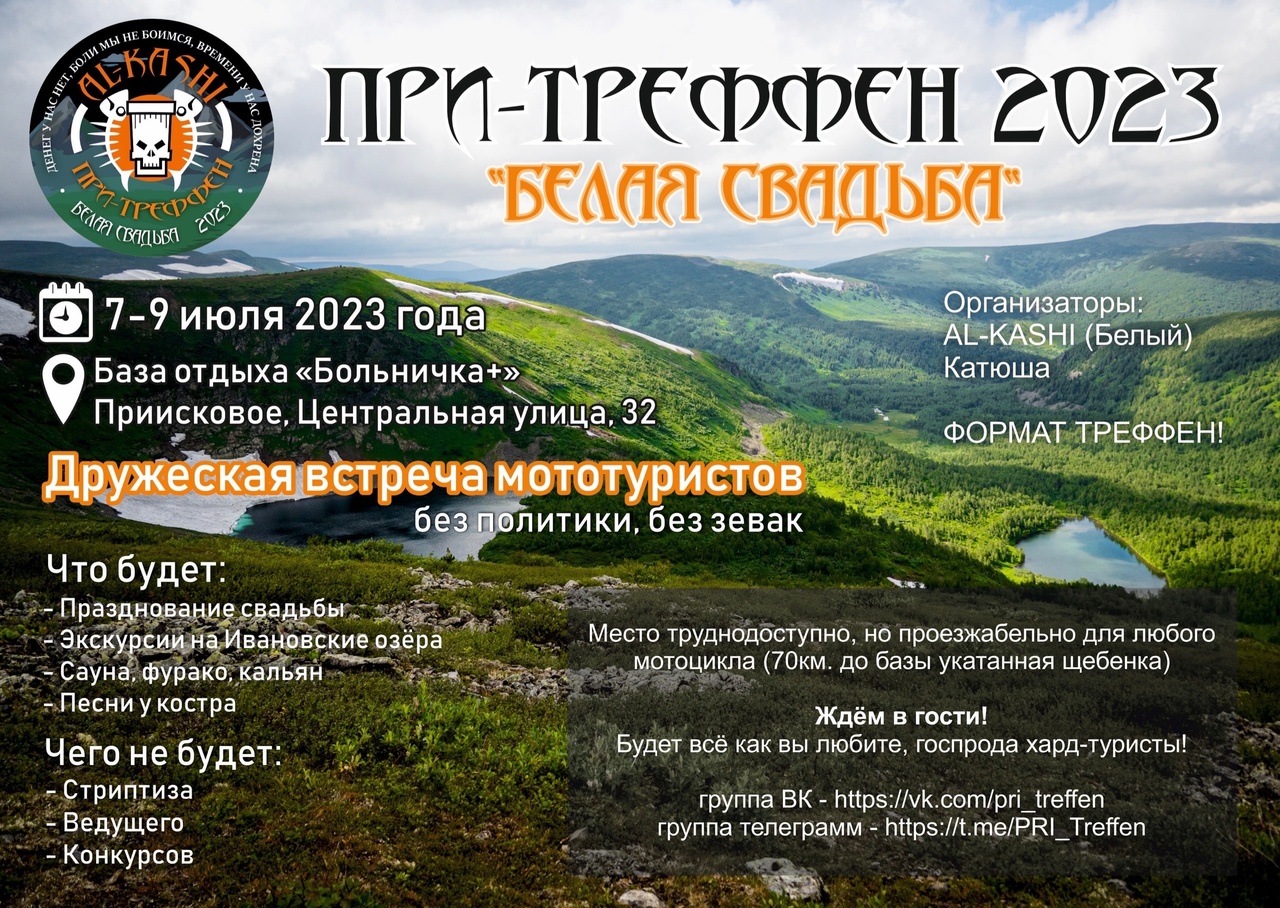 ДЕНЕГ У НАС НЕТ, БОЛИ МЫ НЕ БОИМСЯ, ВРЕМЕНИ У НАС ДОХРЕНА
ALKASHI
ПРИ-ТРЕФФЕН
БЕЛАЯ СВАДЬБА 2023
ПРИ-ТРЕФФЕН 2023
"БЕЛАЯ СВАДЬБА"
7-9 июля 2023 года
База отдыха «Больничка+»
Приисковое, Центральная улица, 32
Организаторы:
AL-KASHI (Белый)
Катюша
ФОРМАТ ТРЕФФЕН!
Дружеская встреча мототуристов
без политики, без зевак
Что будет:
- Празднование свадьбы
- Экскурсии на Ивановские озёра
- Сауна, фурако, кальян
- Песни у костра
Чего не будет:
- Стриптиза
- Ведущего
- Конкурсов
Место труднодоступно, но проезжабельно для любого
мотоцикла (70км. до базы укатанная щебенка)
Ждём в гости!
Будет всё как вы любите, госпрода хард-туристы!
группа ВК - https://vk.com/pri_treffen
группа телеграмм - https://t.me/PRI_Treffen